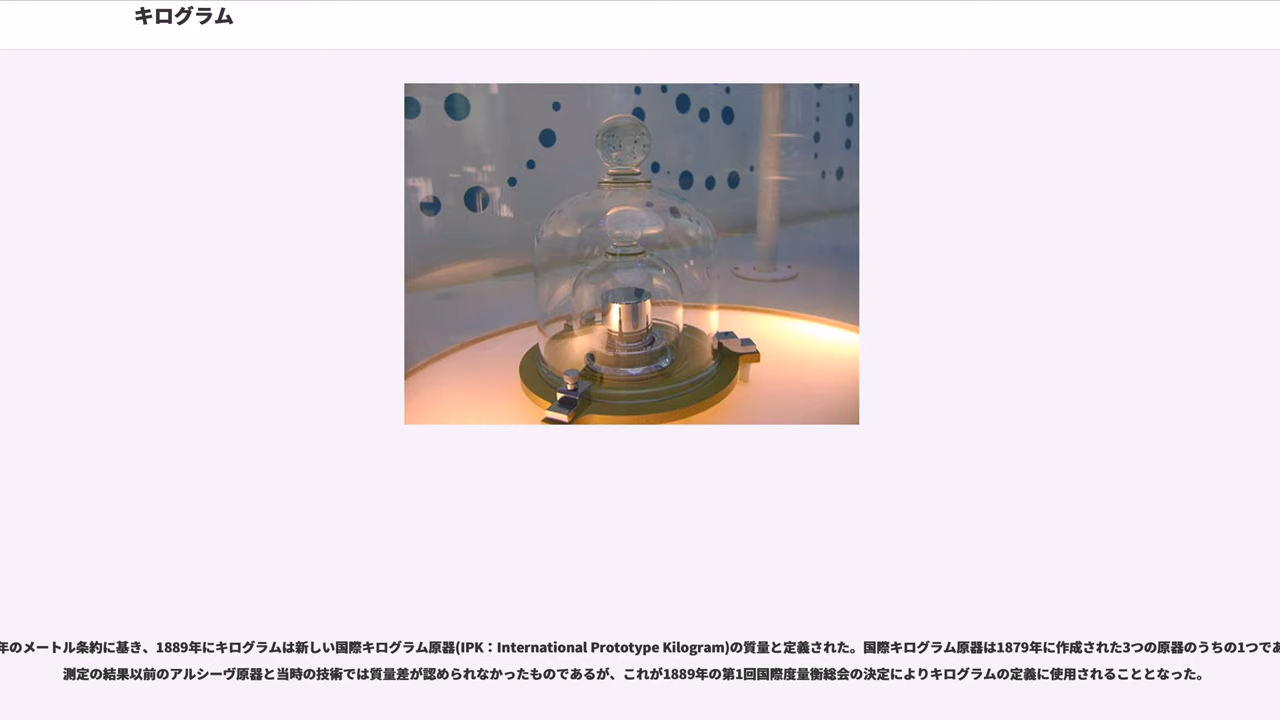 キログラム
年のメートル条約に基き、1889年にキログラムは新しい国際キログラム原器(IPK：International Prototype Kilogram)の質量と定義された。国際キログラム原器は1879年に作成された3つの原器のうちの1つであ
測定の結果以前のアルシーヴ原器と当時の技術では質量差が認められなかったものであるが、これが1889年の第1回国際度量衡総会の決定によりキログラムの定義に使用されることとなった。